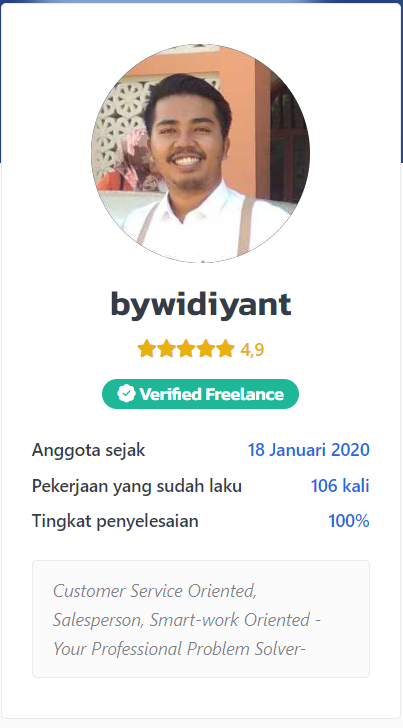 bywidiyant
4,9
Verified Freelance
Anggota sejak 18 Januari 2020
Pekerjaan yang sudah laku 106 kali
Tingkat penyelesaian 100%
Customer Service Oriented,
Salesperson, Smart-work Oriented -
Your Professional Problem Solver-